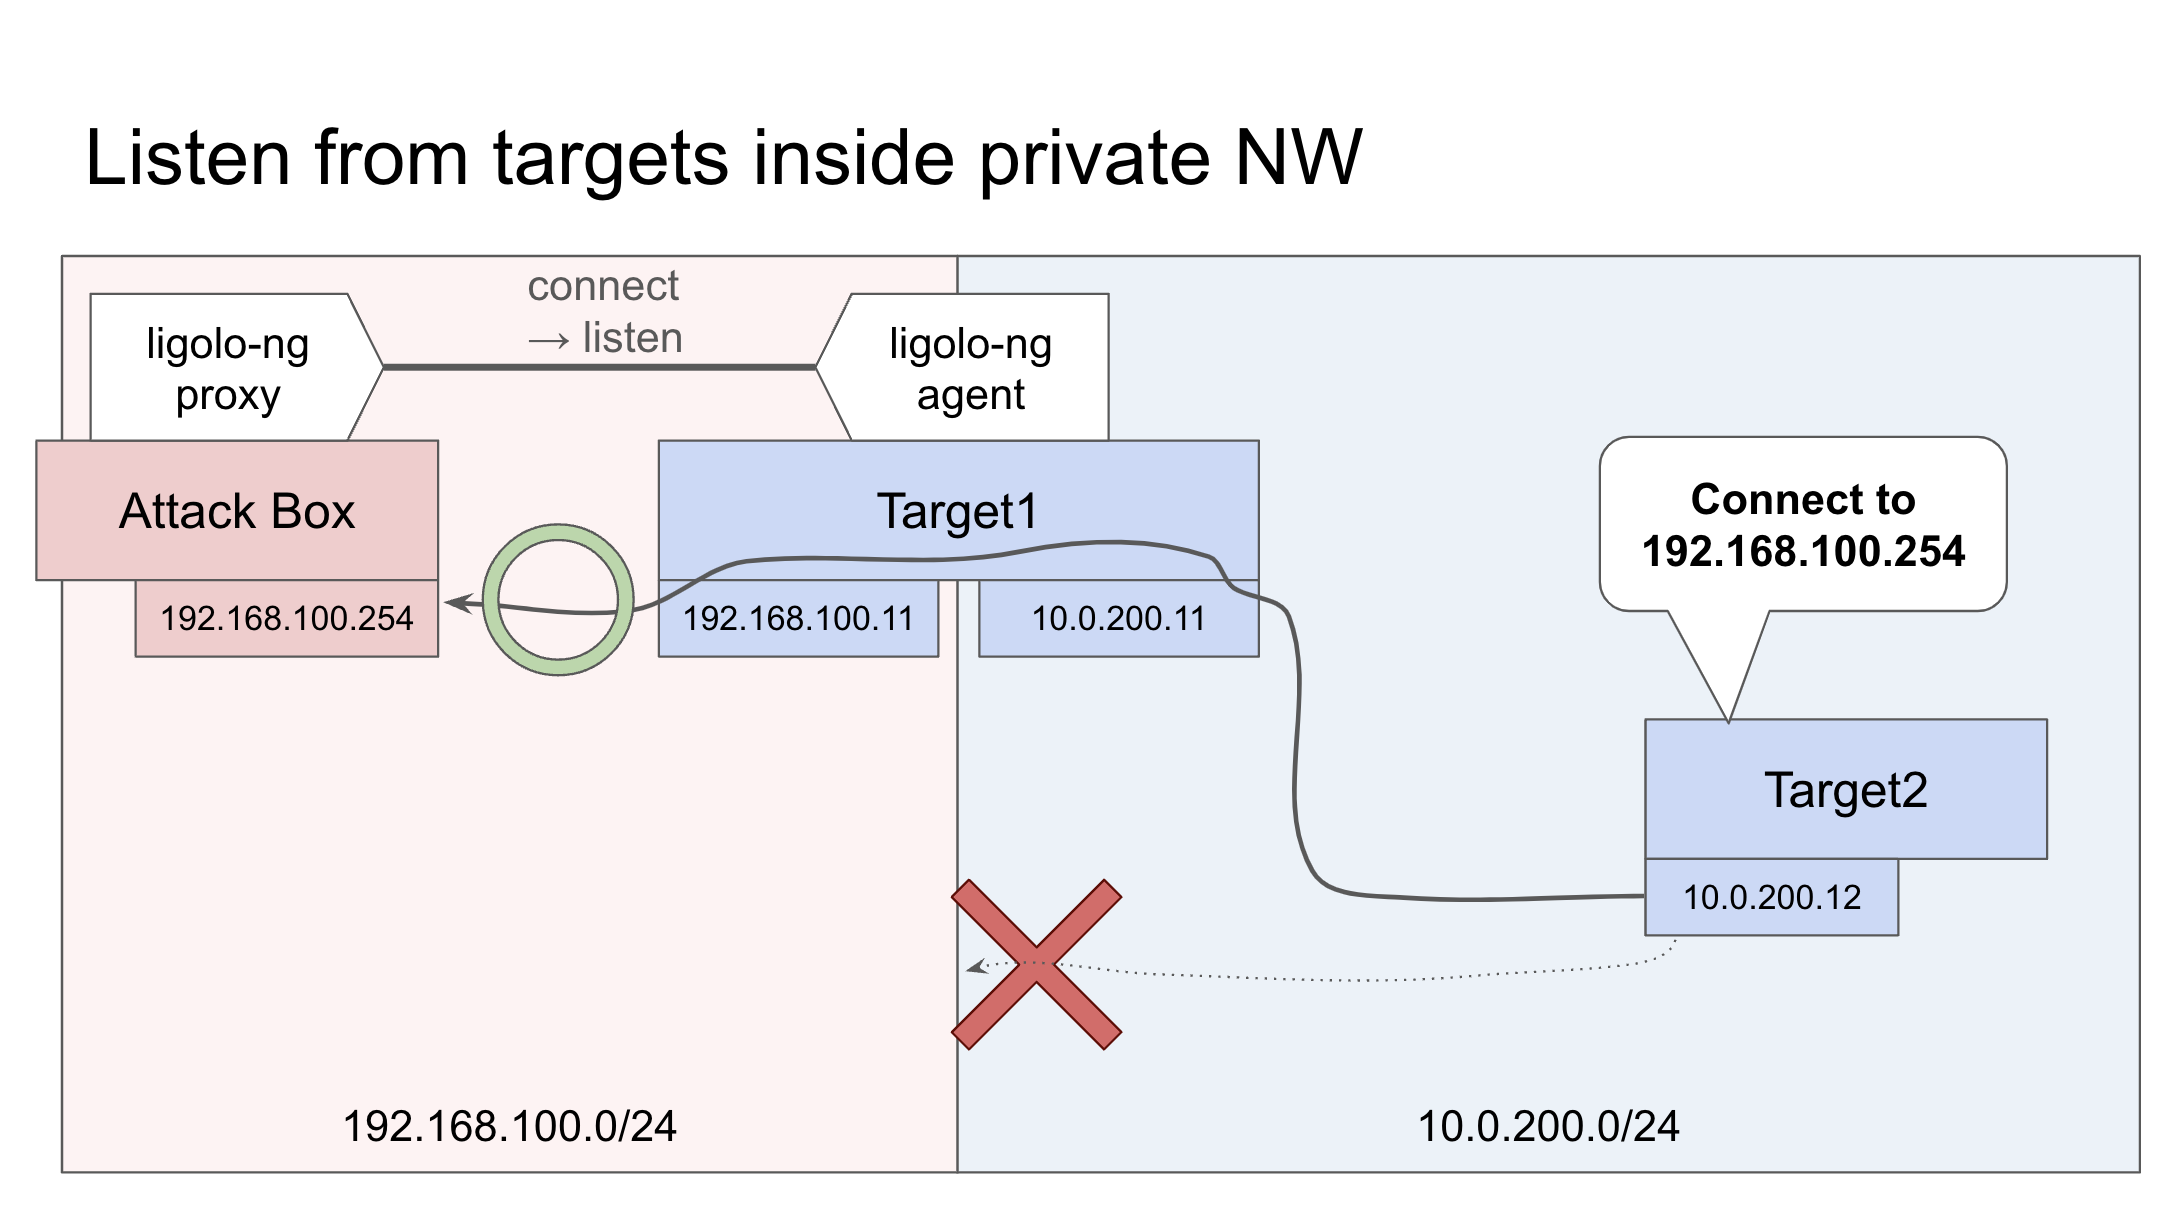 Listen from targets inside private NW
connect
→ listen
ligolo-ng
proxy
ligolo-ng
agent
Attack Box
192.168.100.254
Target1
192.168.100.11
10.0.200.11
Connect to
192.168.100.254
Target2
10.0.200.12
192.168.100.0/24
10.0.200.0/24